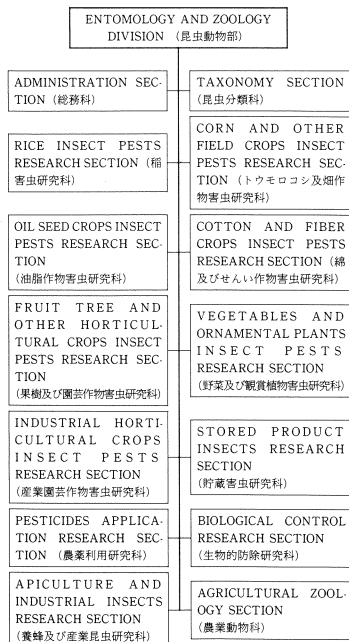 ENTOMOLOGY AND ZOOLOGY
DIVISION (昆虫動物部)
ADMINISTRATION SEC-
TION (総務科)
TAXONOMY SECTION
(昆虫分類科)
RICE INSECT PESTS
RESEARCH SECTION (稲
害虫研究科)
CORN AND OTHER
FIELD CROPS INSECT
PESTS RESEARCH SEC-
TION (トウモロコシ及畑作
物害虫研究科)
OIL SEED CROPS INSECT
PESTS RESEARCH SEC-
TION
(油脂作物害虫研究科)
COTTON AND FIBER
CROPS INSECT PESTS
RESEARCH SECTION (綿
及びせんい作物害虫研究科)
FRUIT TREE AND
OTHER HORTICUL-
TURAL CROPS INSECT
PESTS RESEARCH SEC-
TION
(果樹及び園芸作物害虫研究科)
VEGETABLES AND
ORNAMENTAL PLANTS
INSECT PESTS
RESEARCH SECTION
(野菜及び観賞植物害虫研究科)
INDUSTRIAL HORTI-
CULTURAL CROPS
INSECT PESTS
RESEARCH SECTION
(産業園芸作物害虫研究科)
STORED PRODUCT
INSECTS RESEARCH
SECTION
(貯蔵害虫研究科)
PESTICIDES APPLICA-
TION RESEARCH SEC-
TION (農薬利用研究科)
BIOLOGICAL CONTROL
RESEARCH SECTION
(生物的防除研究科)
APICULTURE AND
INDUSTRIAL INSECTS
RESEARCH SECTION
(養蜂及び産業昆虫研究科)
AGRICULTURAL ZOOL-
OGY SECTION
(農業動物科)